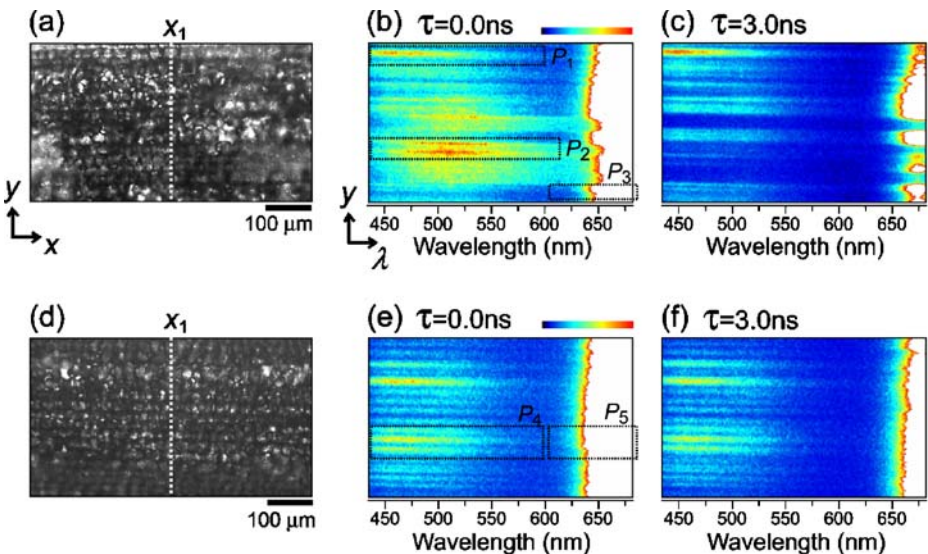 (a) x₁
(b) τ=0.0ns
(c) τ=3.0ns
P₁
P₂
P₃
y
x
100 μm
y
λ
450 500 550 600 650
Wavelength (nm)
450 500 550 600 650
Wavelength (nm)
(d) x₁
(e) τ=0.0ns
(f) τ=3.0ns
P₄
P₅
100 μm
450 500 550 600 650
Wavelength (nm)
450 500 550 600 650
Wavelength (nm)